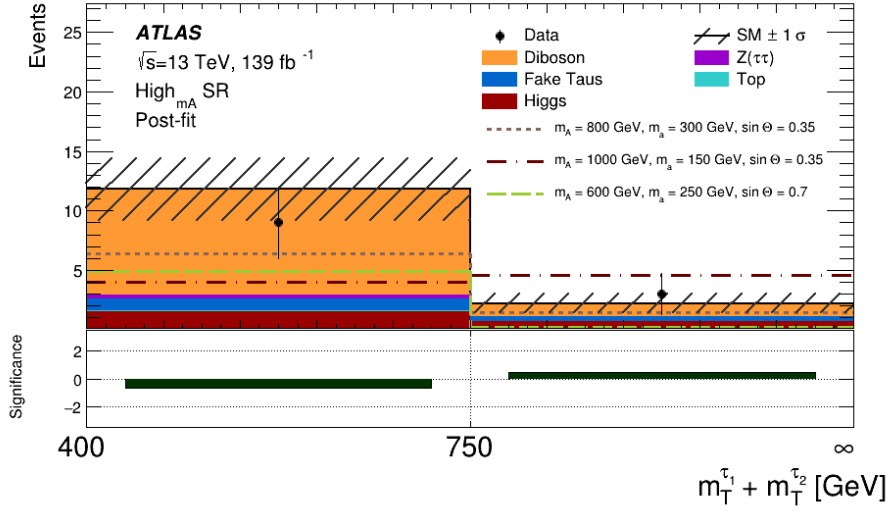 Events
25
20
15
10
5
ATLAS
√s=13 TeV, 139 fb⁻¹
High_mA SR
Post-fit
Data
Diboson
Fake Taus
Higgs
SM ± 1 σ
Z(ττ)
Top
m_A = 800 GeV, m_a = 300 GeV, sin Θ = 0.35
m_A = 1000 GeV, m_a = 150 GeV, sin Θ = 0.35
m_A = 600 GeV, m_a = 250 GeV, sin Θ = 0.7
Significance
2
0
−2
400 750 ∞
m_T^τ₁ + m_T^τ₂ [GeV]